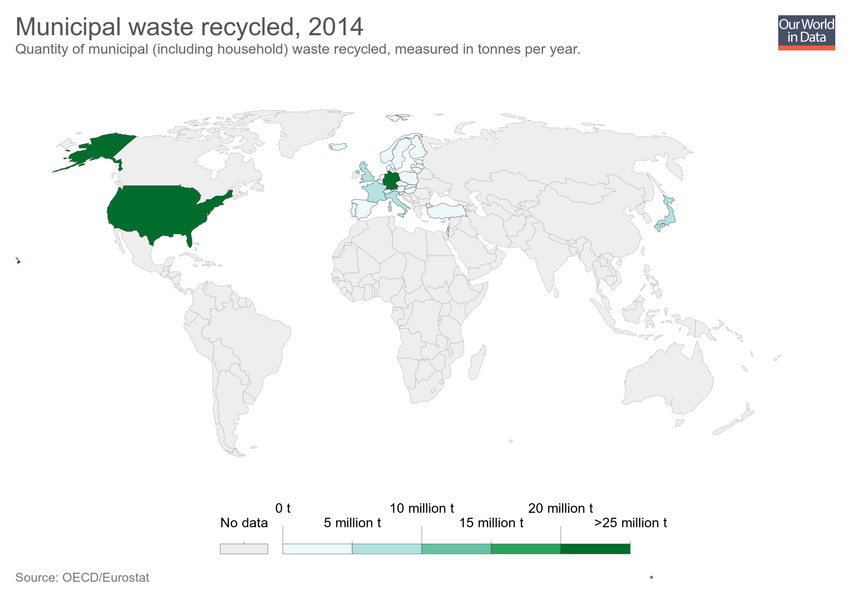 Municipal waste recycled, 2014
Quantity of municipal (including household) waste recycled, measured in tonnes per year.
Our World
in Data
0 t
10 million t
20 million t
No data
5 million t
15 million t
>25 million t
Source: OECD/Eurostat